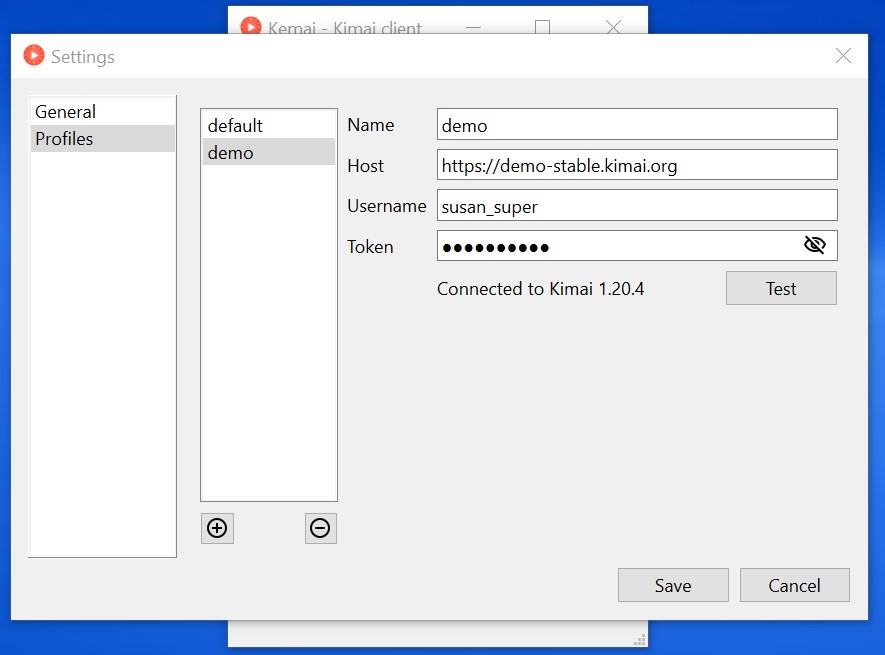 Kemai - Kimai client
Settings
General
Profiles
default
demo
Name
demo
Host
https://demo-stable.kimai.org
Username
susan_super
Token
●●●●●●●●●●
Connected to Kimai 1.20.4
Test
Save
Cancel